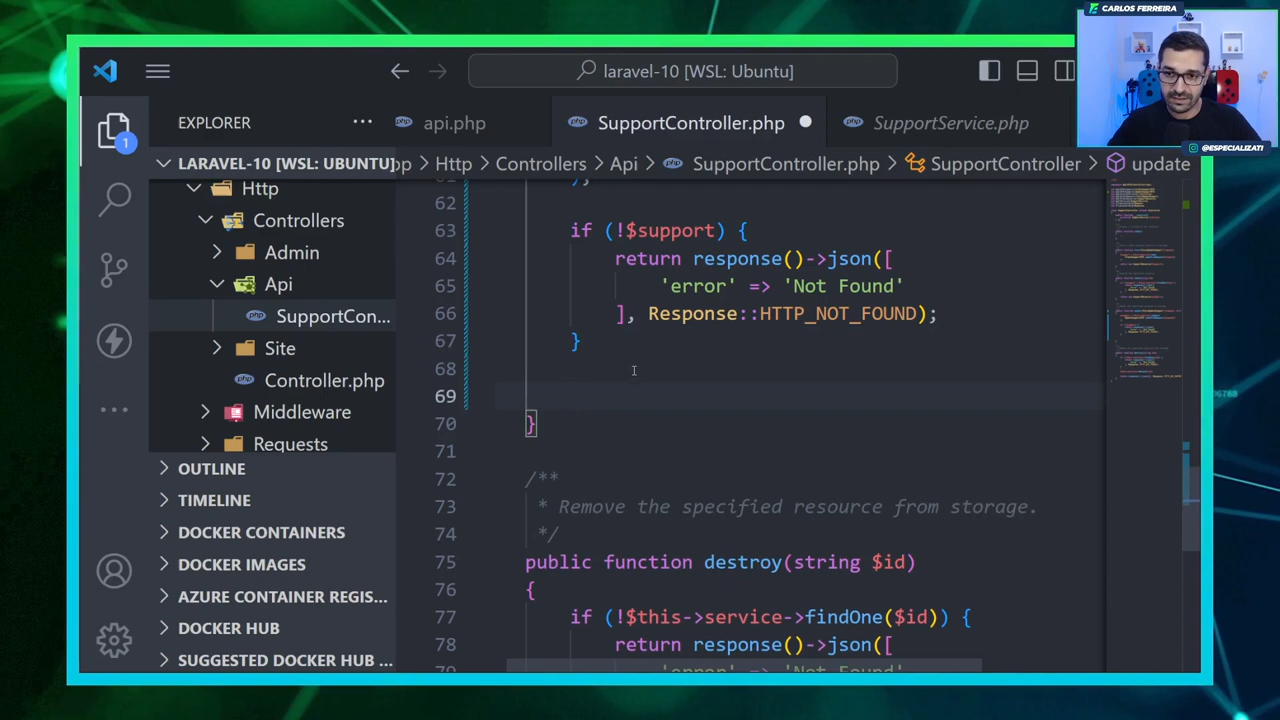 CARLOS FERREIRA
@ESPECIALIZATI
laravel-10 [WSL: Ubuntu]
EXPLORER
api.php
SupportController.php
SupportService.php
LARAVEL-10 [WSL: UBUNTU]
Http > Controllers > Api > SupportController.php > SupportController > update
1
Http
Controllers
Admin
Api
SupportCon...
Site
Controller.php
Middleware
Requests
OUTLINE
TIMELINE
DOCKER CONTAINERS
DOCKER IMAGES
AZURE CONTAINER REGIS...
DOCKER HUB
SUGGESTED DOCKER HUB ...
62
63 if (!$support) {
64 return response()->json([
65 'error' => 'Not Found'
66 ], Response::HTTP_NOT_FOUND);
67 }
68
69
70 }
71
72 /**
73 * Remove the specified resource from storage.
74 */
75 public function destroy(string $id)
76 {
77 if (!$this->service->findOne($id)) {
78 return response()->json([
'error' => 'Not Found'